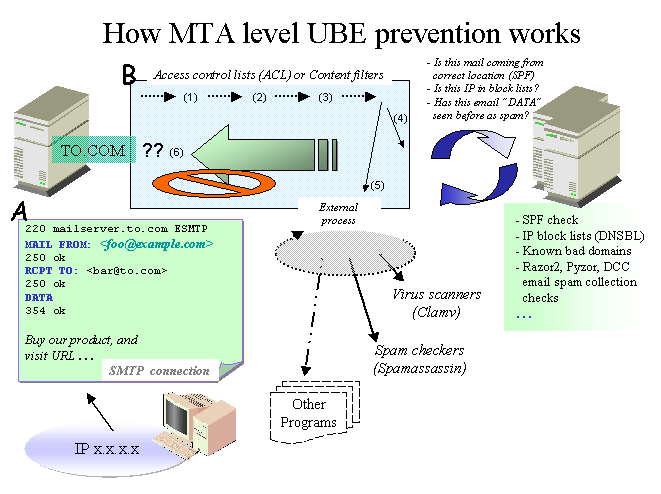 How MTA level UBE prevention works
B
Access control lists (ACL) or Content filters
(1)
(2)
(3)
(4)
(5)
TO.COM
?? (6)
- Is this mail coming from
correct location (SPF)
- Is this IP in block lists?
- Has this email "DATA"
seen before as spam?
A
220 mailserver.to.com ESMTP
MAIL FROM: <foo@example.com>
250 ok
RCPT TO: <bar@to.com>
250 ok
DATA
354 ok
Buy our product, and
visit URL ...
SMTP connection
IP x.x.x.x
External
process
Virus scanners
(Clamv)
Spam checkers
(Spamassassin)
Other
Programs
- SPF check
- IP block lists (DNSBL)
- Known bad domains
- Razor2, Pyzor, DCC
email spam collection
checks
...